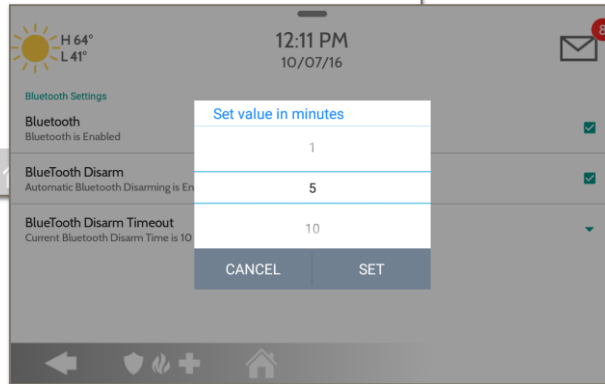 H 64°
L 41°
12:11 PM
10/07/16
8
Bluetooth Settings
Bluetooth
Bluetooth is Enabled
BlueTooth Disarm
Automatic Bluetooth Disarming is En
BlueTooth Disarm Timeout
Current Bluetooth Disarm Time is 10
Set value in minutes
1
5
10
CANCEL SET